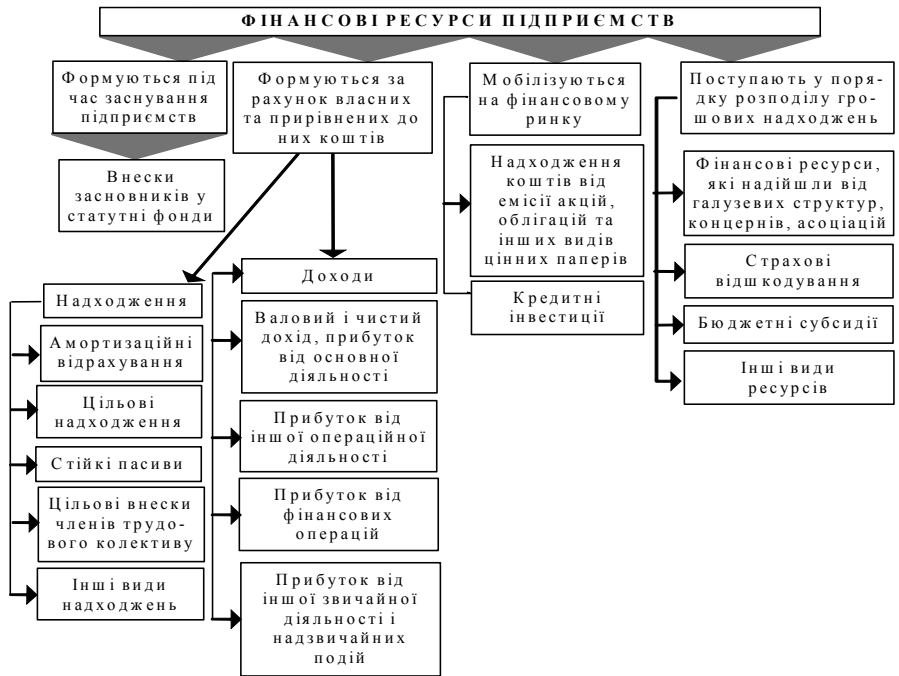 ФІНАНСОВІ РЕСУРСИ ПІДПРИЄМСТВ
Формуються під
час заснування
підприємств
Внески
засновників у
статутні фонди
Формуються за
рахунок власних
та прирівнених до
них коштів
Надходження
Амортизаційні
відрахування
Цільові
надходження
Стійкі пасиви
Цільові внески
членів трудо-
вого колективу
Інші види
надходжень
Доходи
Валовий і чистий
дохід, прибуток
від основної
діяльності
Прибуток від
іншої операційної
діяльності
Прибуток від
фінансових
операцій
Прибуток від
іншої звичайної
діяльності і
надзвичайних
подій
Мобілізуються
на фінансовому
ринку
Надходження
коштів від
емісії акцій,
облігацій та
інших видів
цінних паперів
Кредитні
інвестиції
Поступають у поря-
дку розподілу гро-
шових надходжень
Фінансові ресурси,
які надійшли від
галузевих структур,
концернів, асоціацій
Страхові
відшкодування
Бюджетні субсидії
Інші види
ресурсів